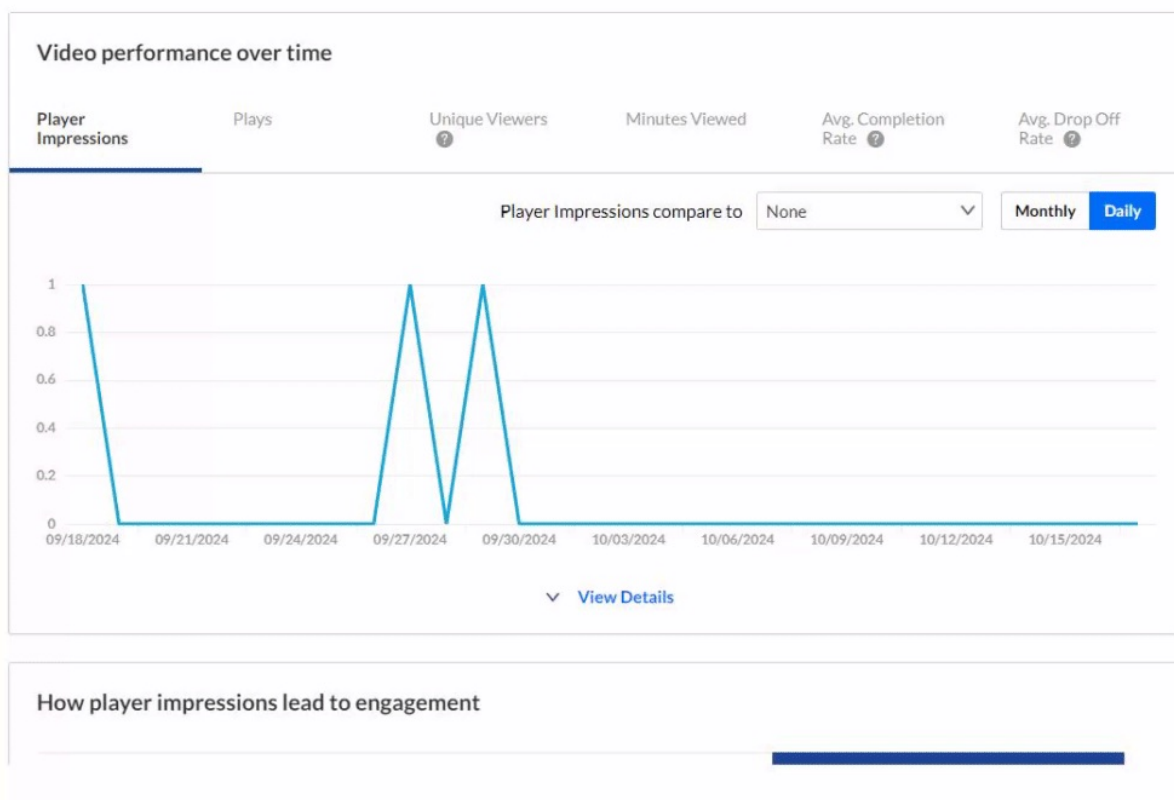 Video performance over time
Player Plays Unique Viewers Minutes Viewed Avg. Completion Avg. Drop Off
Impressions ? Rate ? Rate ?
Player Impressions compare to None Monthly Daily
1
0.8
0.6
0.4
0.2
0
09/18/2024 09/21/2024 09/24/2024 09/27/2024 09/30/2024 10/03/2024 10/06/2024 10/09/2024 10/12/2024 10/15/2024
View Details
How player impressions lead to engagement